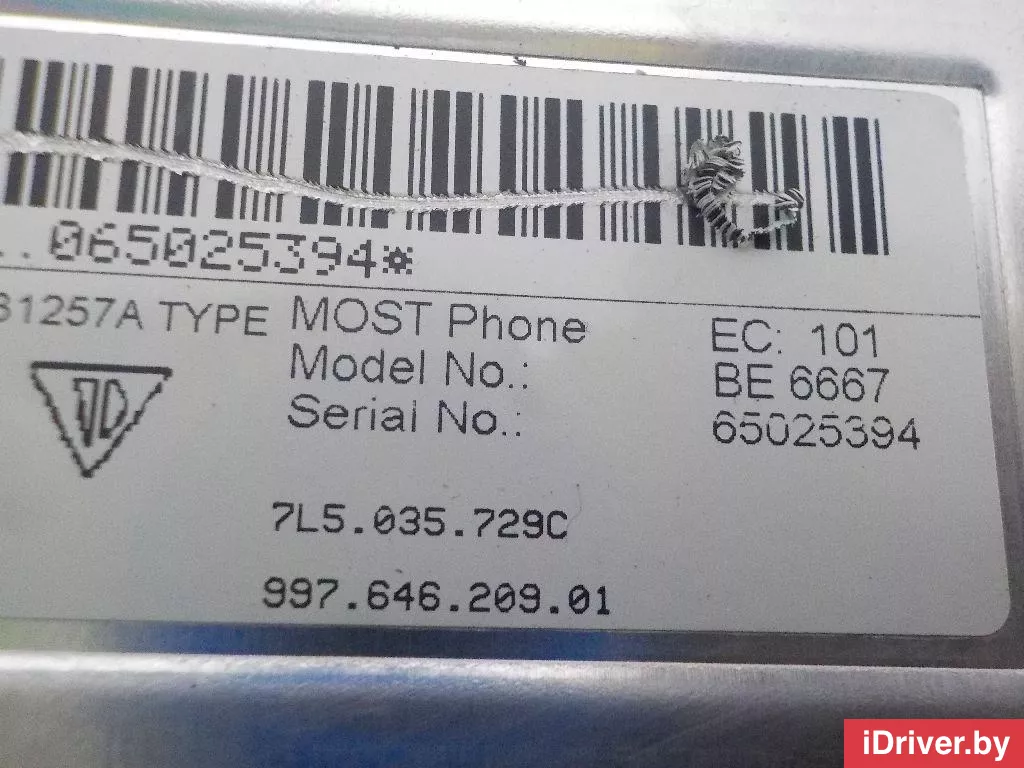 ..065025394*
31257A TYPE MOST Phone EC: 101
Model No.: BE 6667
Serial No.: 65025394
7L5.035.729C
997.646.209.01
iDriver.by